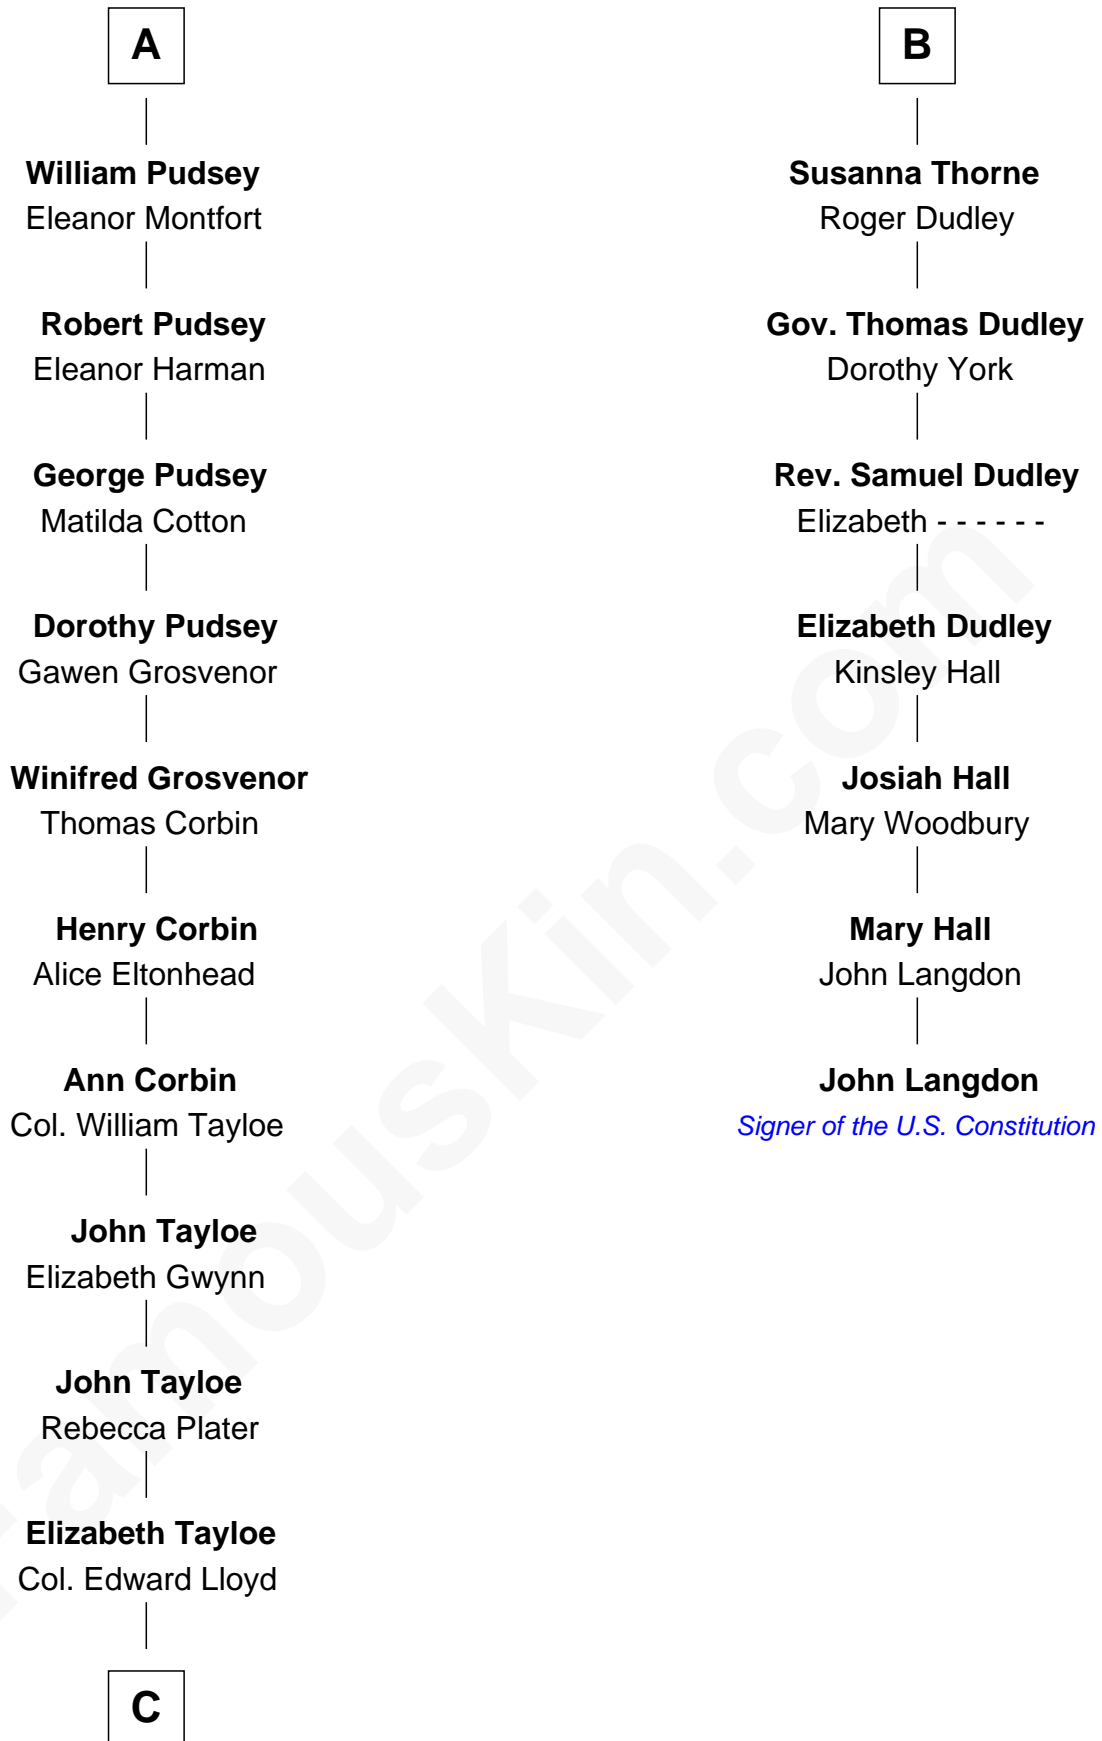 A
William Pudsey
Eleanor Montfort
Robert Pudsey
Eleanor Harman
George Pudsey
Matilda Cotton
Dorothy Pudsey
Gawen Grosvenor
Winifred Grosvenor
Thomas Corbin
Henry Corbin
Alice Eltonhead
Ann Corbin
Col. William Tayloe
John Tayloe
Elizabeth Gwynn
John Tayloe
Rebecca Plater
Elizabeth Tayloe
Col. Edward Lloyd
C
B
Susanna Thorne
Roger Dudley
Gov. Thomas Dudley
Dorothy York
Rev. Samuel Dudley
Elizabeth - - - - - -
Elizabeth Dudley
Kinsley Hall
Josiah Hall
Mary Woodbury
Mary Hall
John Langdon
John Langdon
Signer of the U.S. Constitution
FamousKin.com